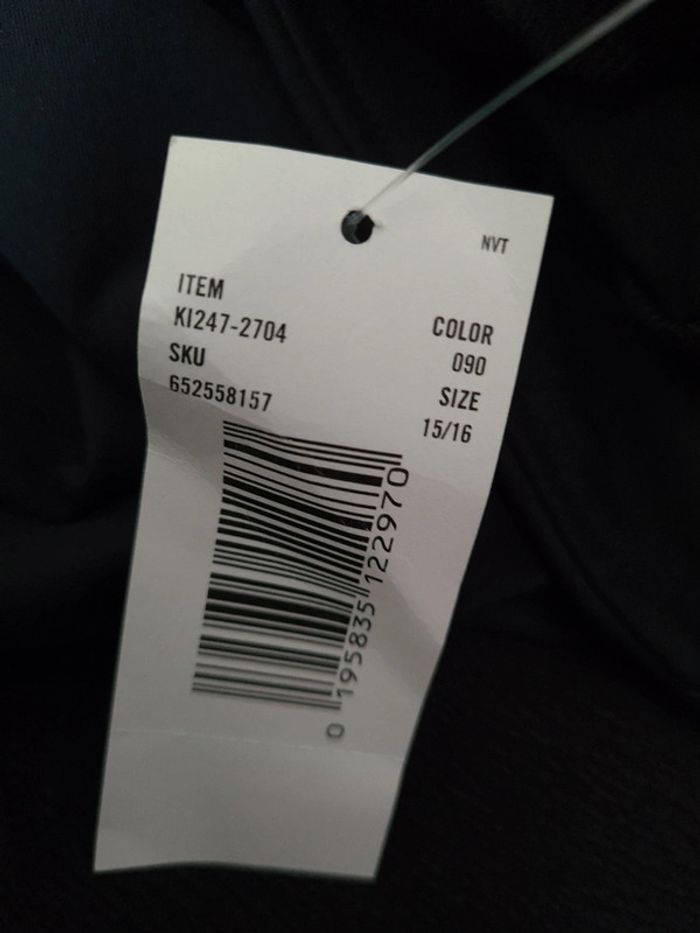 NVT
ITEM
KI247-2704
SKU
652558157
COLOR
090
SIZE
15/16
0 195835 122970